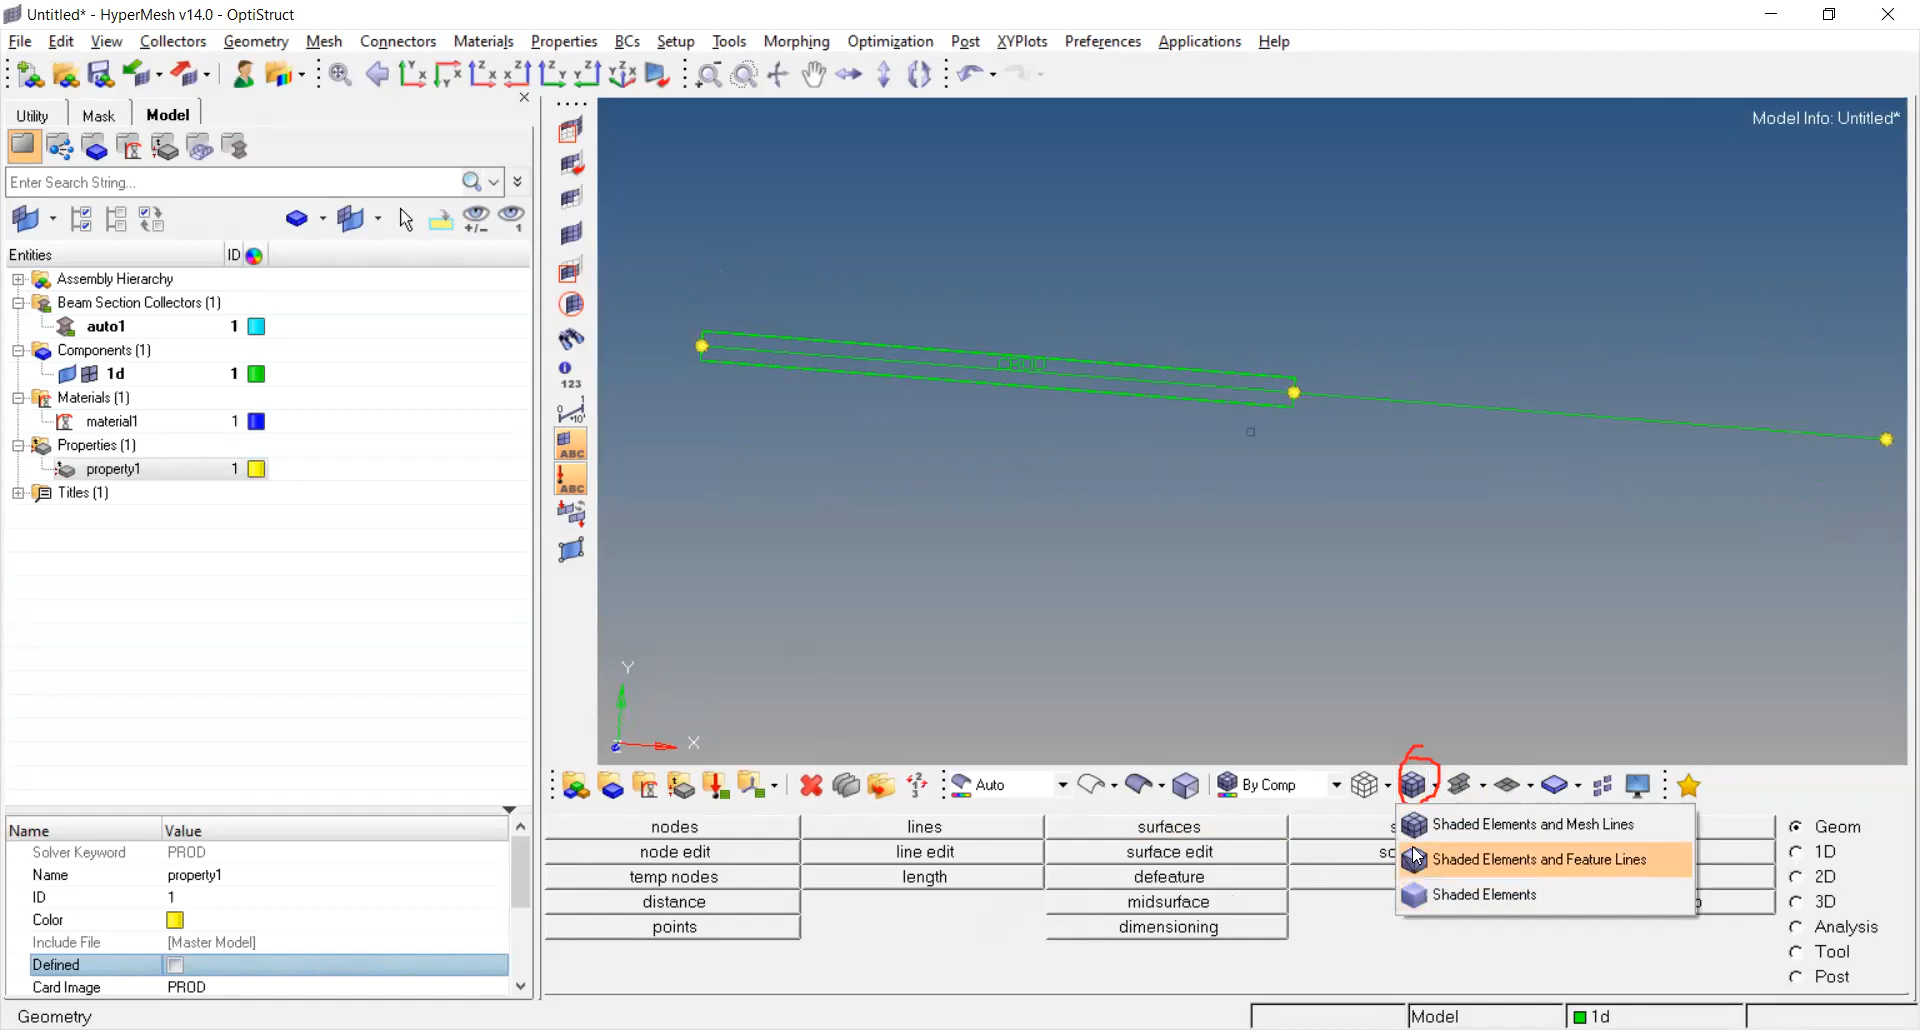 Untitled* - HyperMesh v14.0 - OptiStruct
File Edit View Collectors Geometry Mesh Connectors Materials Properties BCs Setup Tools Morphing Optimization Post XYPlots Preferences Applications Help
Utility Mask Model
Enter Search String...
Entities ID
Assembly Hierarchy
Beam Section Collectors (1)
auto1 1
Components (1)
1d 1
Materials (1)
material1 1
Properties (1)
property1 1
Titles (1)
Name Value
Solver Keyword PROD
Name property1
ID 1
Color
Include File [Master Model]
Defined
Card Image PROD
Geometry
123
ABC
ABC
Model Info: Untitled*
Y
X
Auto
By Comp
Shaded Elements and Mesh Lines
Shaded Elements and Feature Lines
Shaded Elements
nodes lines surfaces
node edit line edit surface edit
temp nodes length defeature
distance midsurface
points dimensioning
Geom
1D
2D
3D
Analysis
Tool
Post
Model 1d